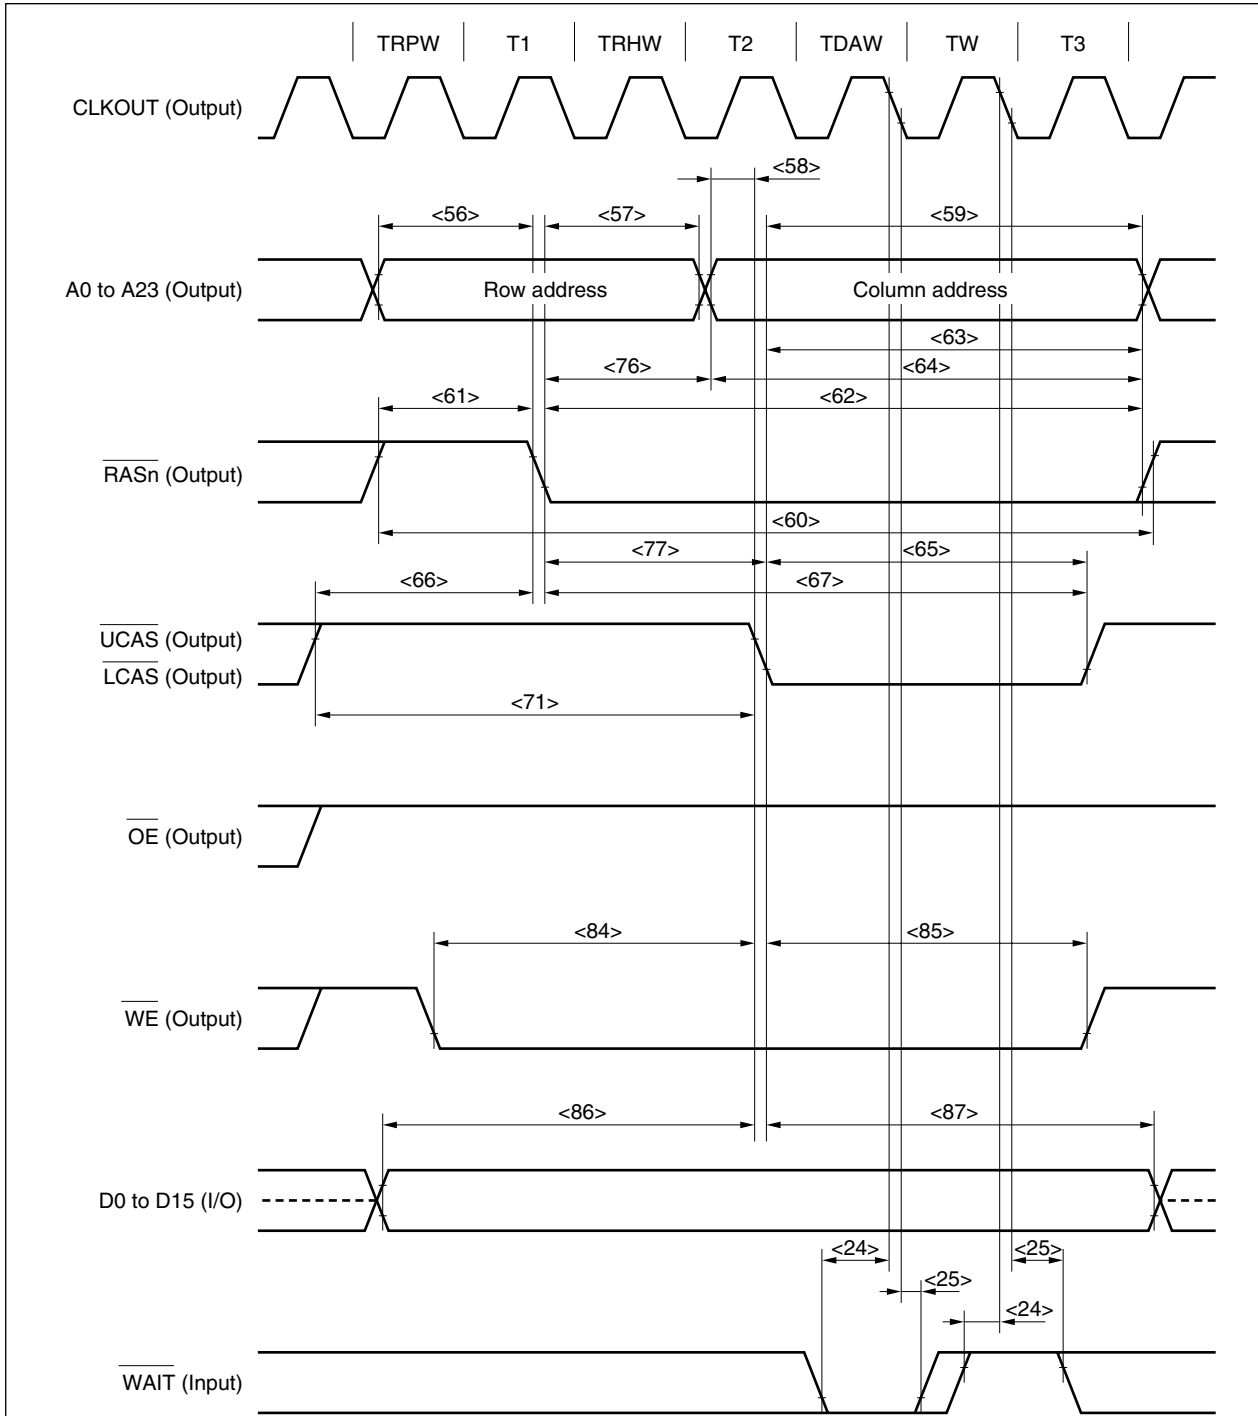 TRPW T1 TRHW T2 TDAW TW T3
CLKOUT (Output)
<58>
<56> <57> <59>
A0 to A23 (Output) Row address Column address
<63>
<76> <64>
<61> <62>
RASn (Output)
<60>
<77> <65>
<66> <67>
UCAS (Output)
LCAS (Output)
<71>
OE (Output)
<84> <85>
WE (Output)
<86> <87>
D0 to D15 (I/O)
<24> <25>
<25>
<24>
WAIT (Input)